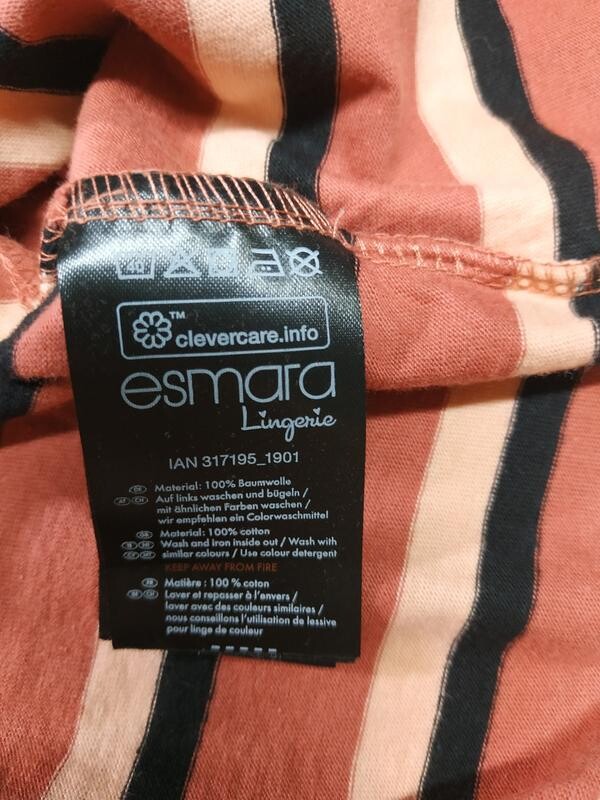 ™
clevercare.info
esmara
Lingerie
IAN 317195_1901
Material: 100% Baumwolle
Auf links waschen und bügeln /
mit ähnlichen Farben waschen /
wir empfehlen ein Colorwaschmittel
Material: 100% cotton
Wash and iron inside out / Wash with
similar colours / Use colour detergent
KEEP AWAY FROM FIRE
Matière : 100 % coton
Laver et repasser à l'envers /
laver avec des couleurs similaires /
nous conseillons l'utilisation de lessive
pour linge de couleur